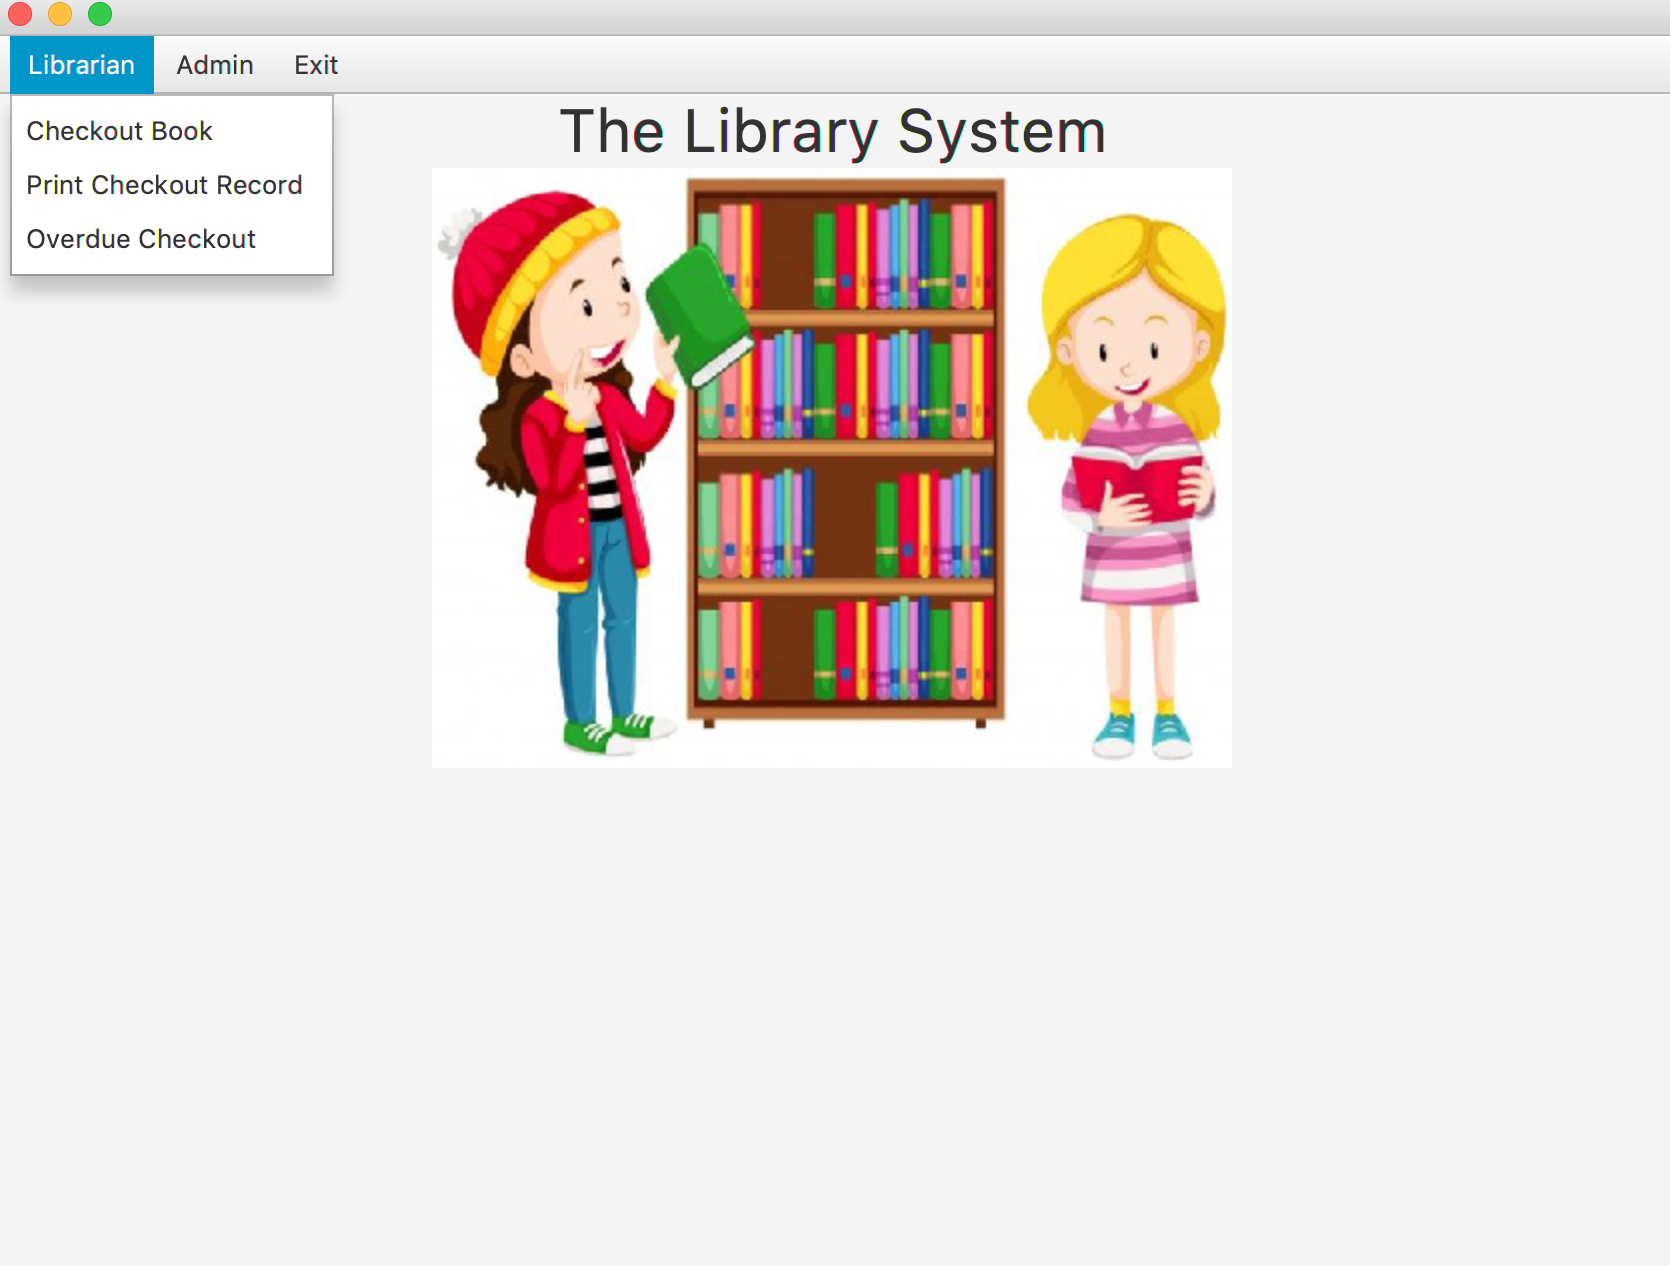 Librarian Admin Exit
Checkout Book
Print Checkout Record
Overdue Checkout
The Library System